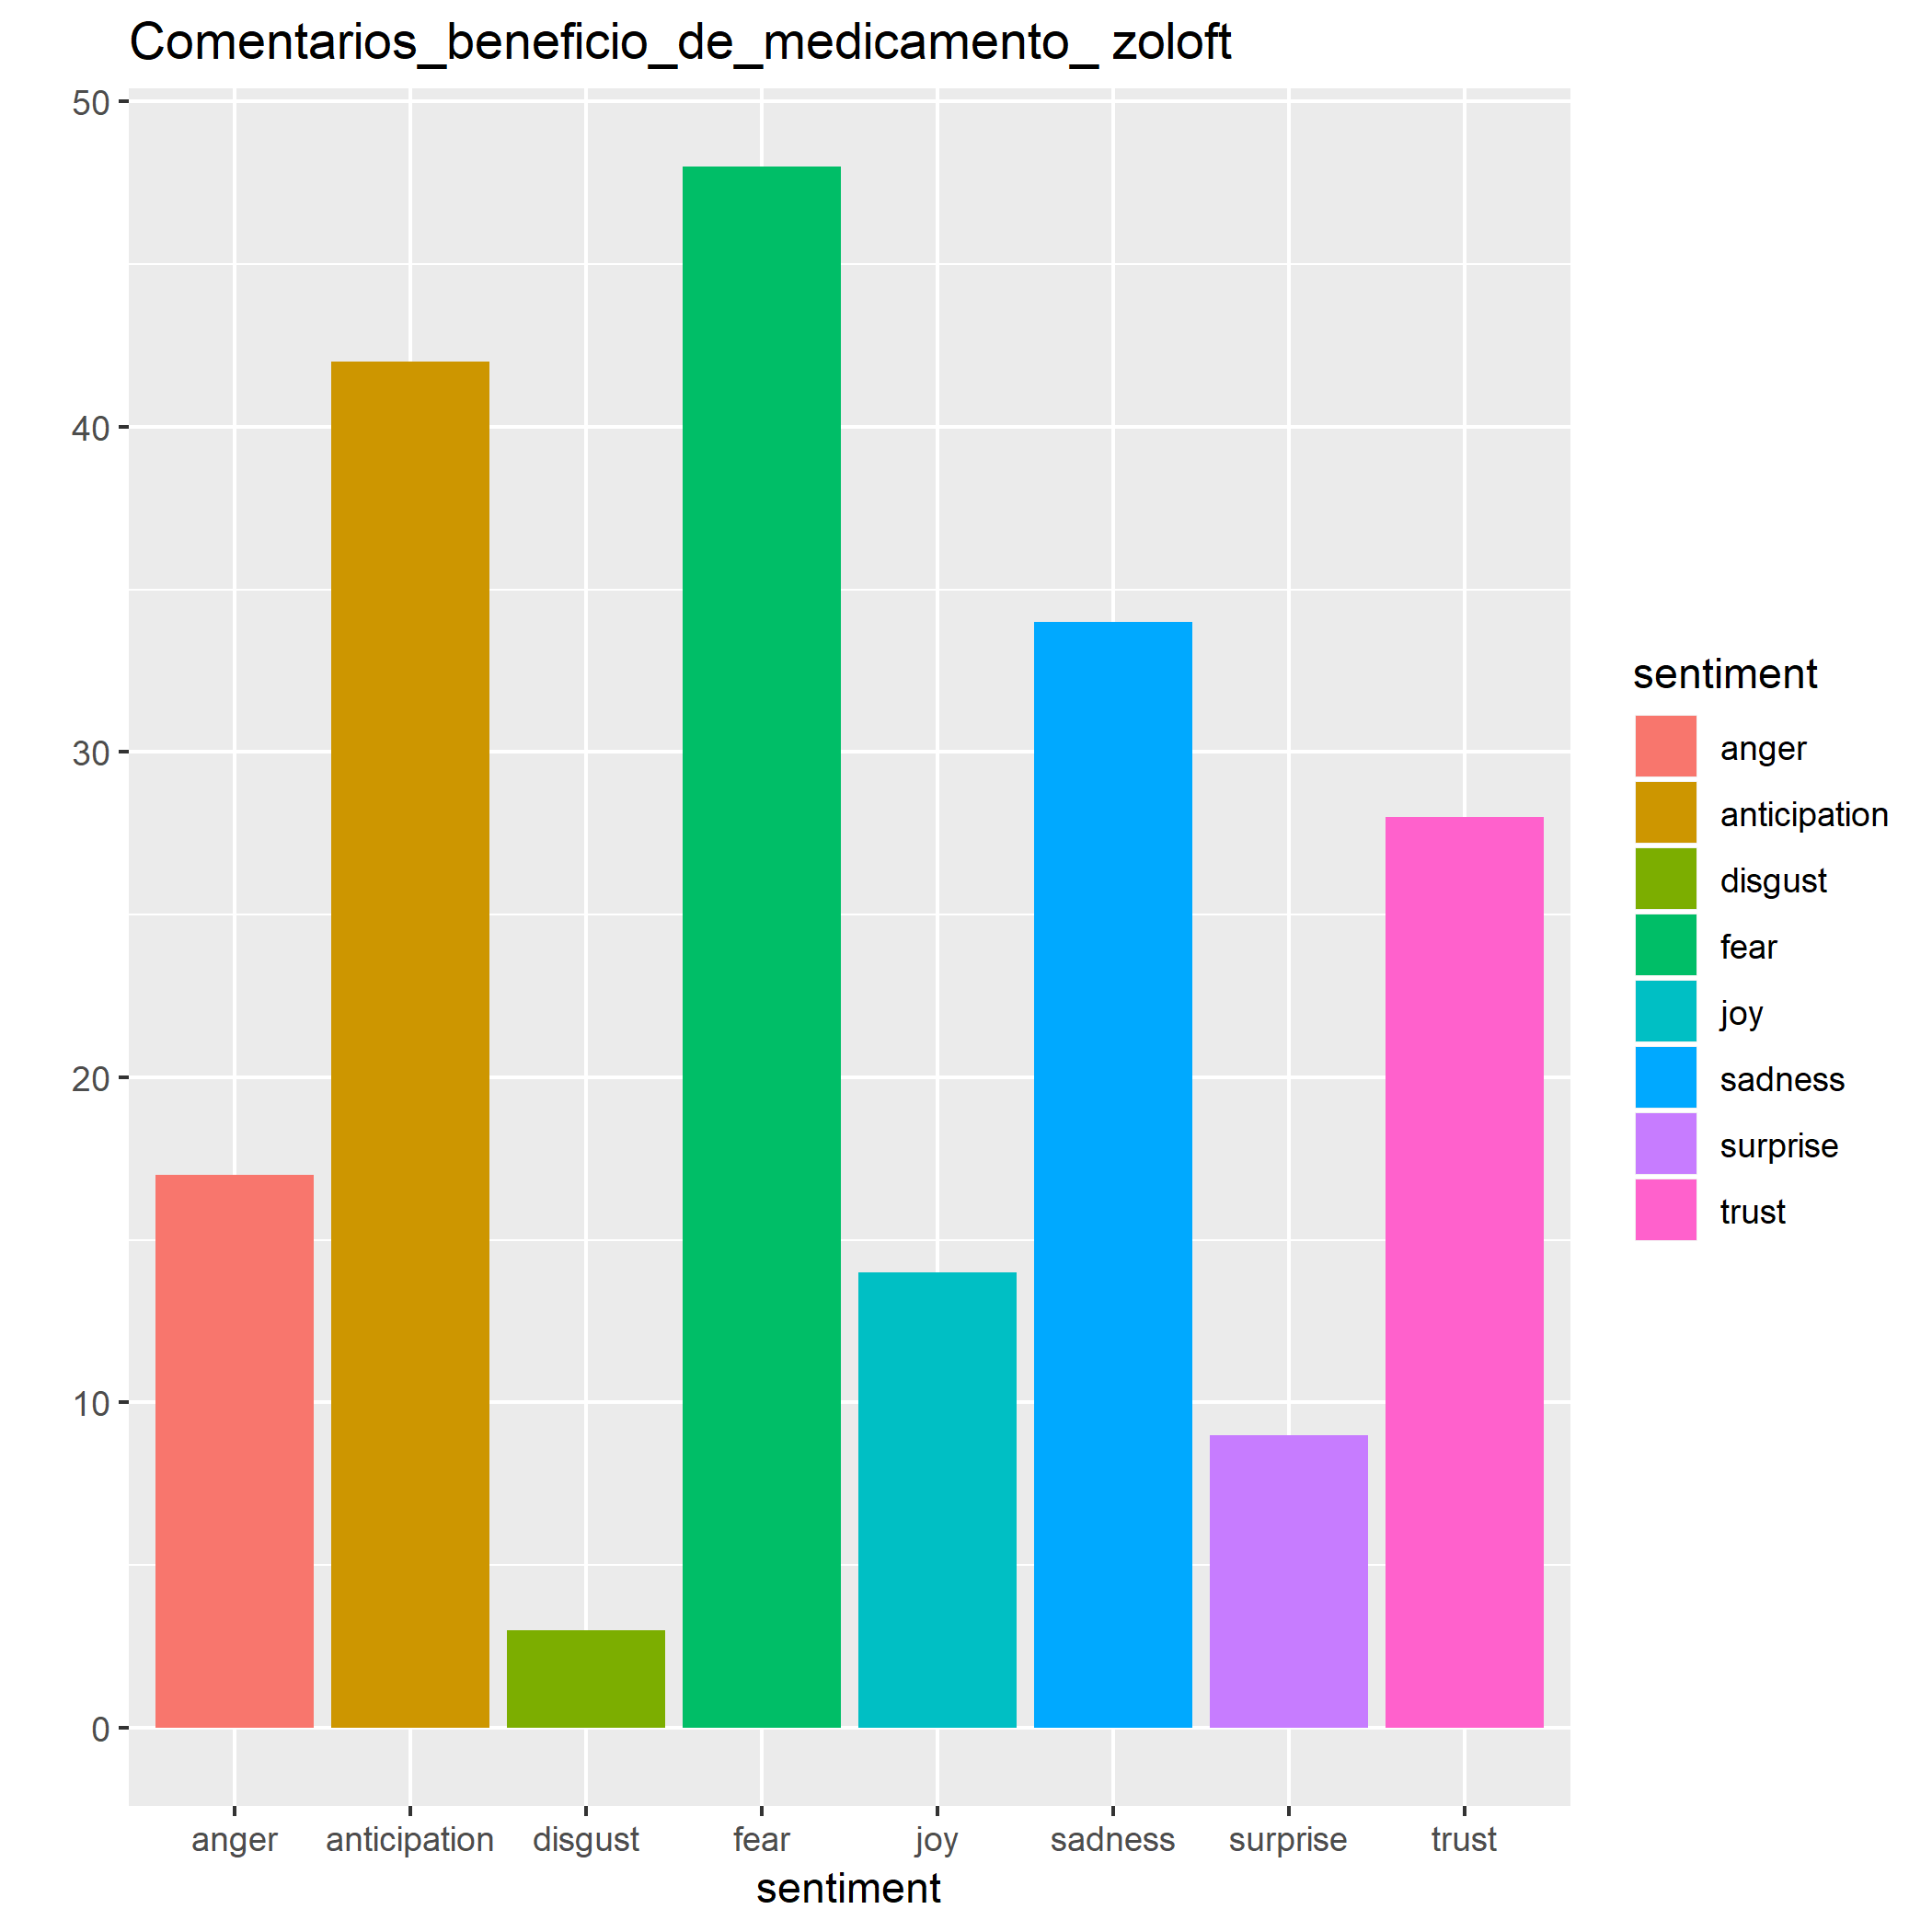 Comentarios_beneficio_de_medicamento_ zoloft
50
40
30
20
10
0
anger anticipation disgust fear joy sadness surprise trust
sentiment
sentiment
anger
anticipation
disgust
fear
joy
sadness
surprise
trust